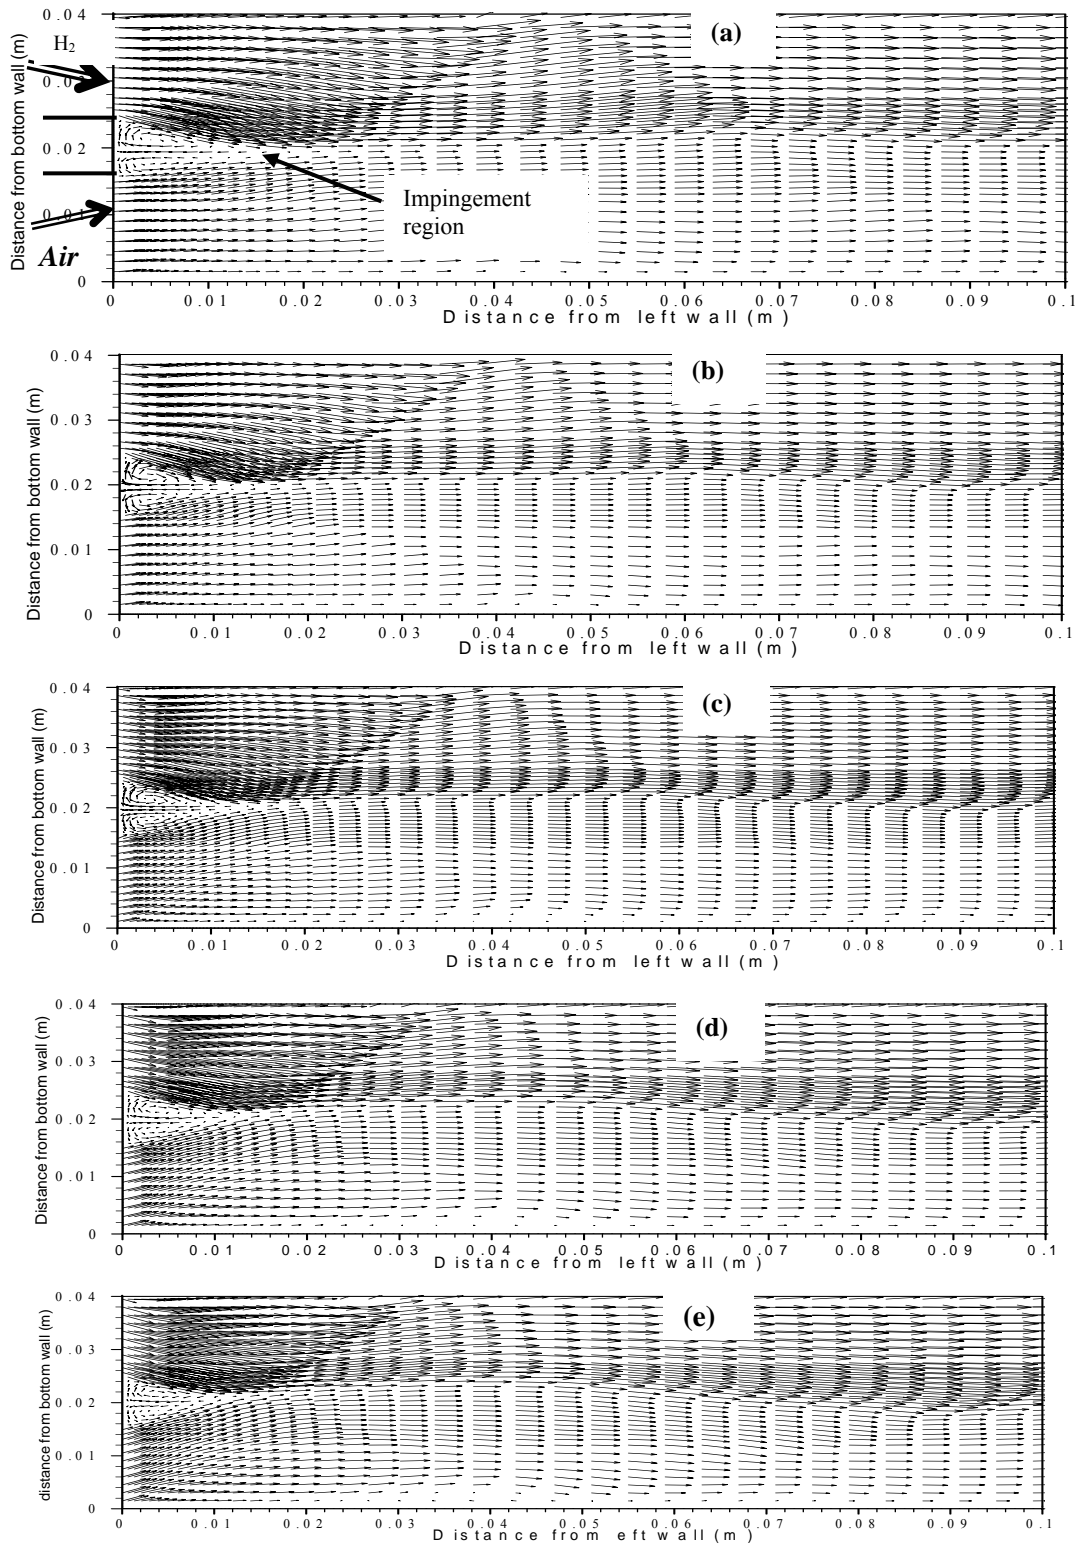 0.04
(a)
H2
0.0
0.02
Impingement
region
0.01
Air
0
Distance from bottom wall (m)
0 0.01 0.02 0.03 0.04 0.05 0.06 0.07 0.08 0.09 0.1
Distance from left wall (m)
0.04
(b)
0.03
0.02
0.01
0
Distance from bottom wall (m)
0 0.01 0.02 0.03 0.04 0.05 0.06 0.07 0.08 0.09 0.1
Distance from left wall (m)
0.04
(c)
0.03
0.02
0.01
0
Distance from bottom wall (m)
0 0.01 0.02 0.03 0.04 0.05 0.06 0.07 0.08 0.09 0.1
Distance from left wall (m)
0.04
(d)
0.03
0.02
0.01
0
Distance from bottom wall (m)
0 0.01 0.02 0.03 0.04 0.05 0.06 0.07 0.08 0.09 0.1
Distance from left wall (m)
0.04
(e)
0.03
0.02
0.01
0
distance from bottom wall (m)
0 0.01 0.02 0.03 0.04 0.05 0.06 0.07 0.08 0.09 0.1
Distance from eft wall (m)